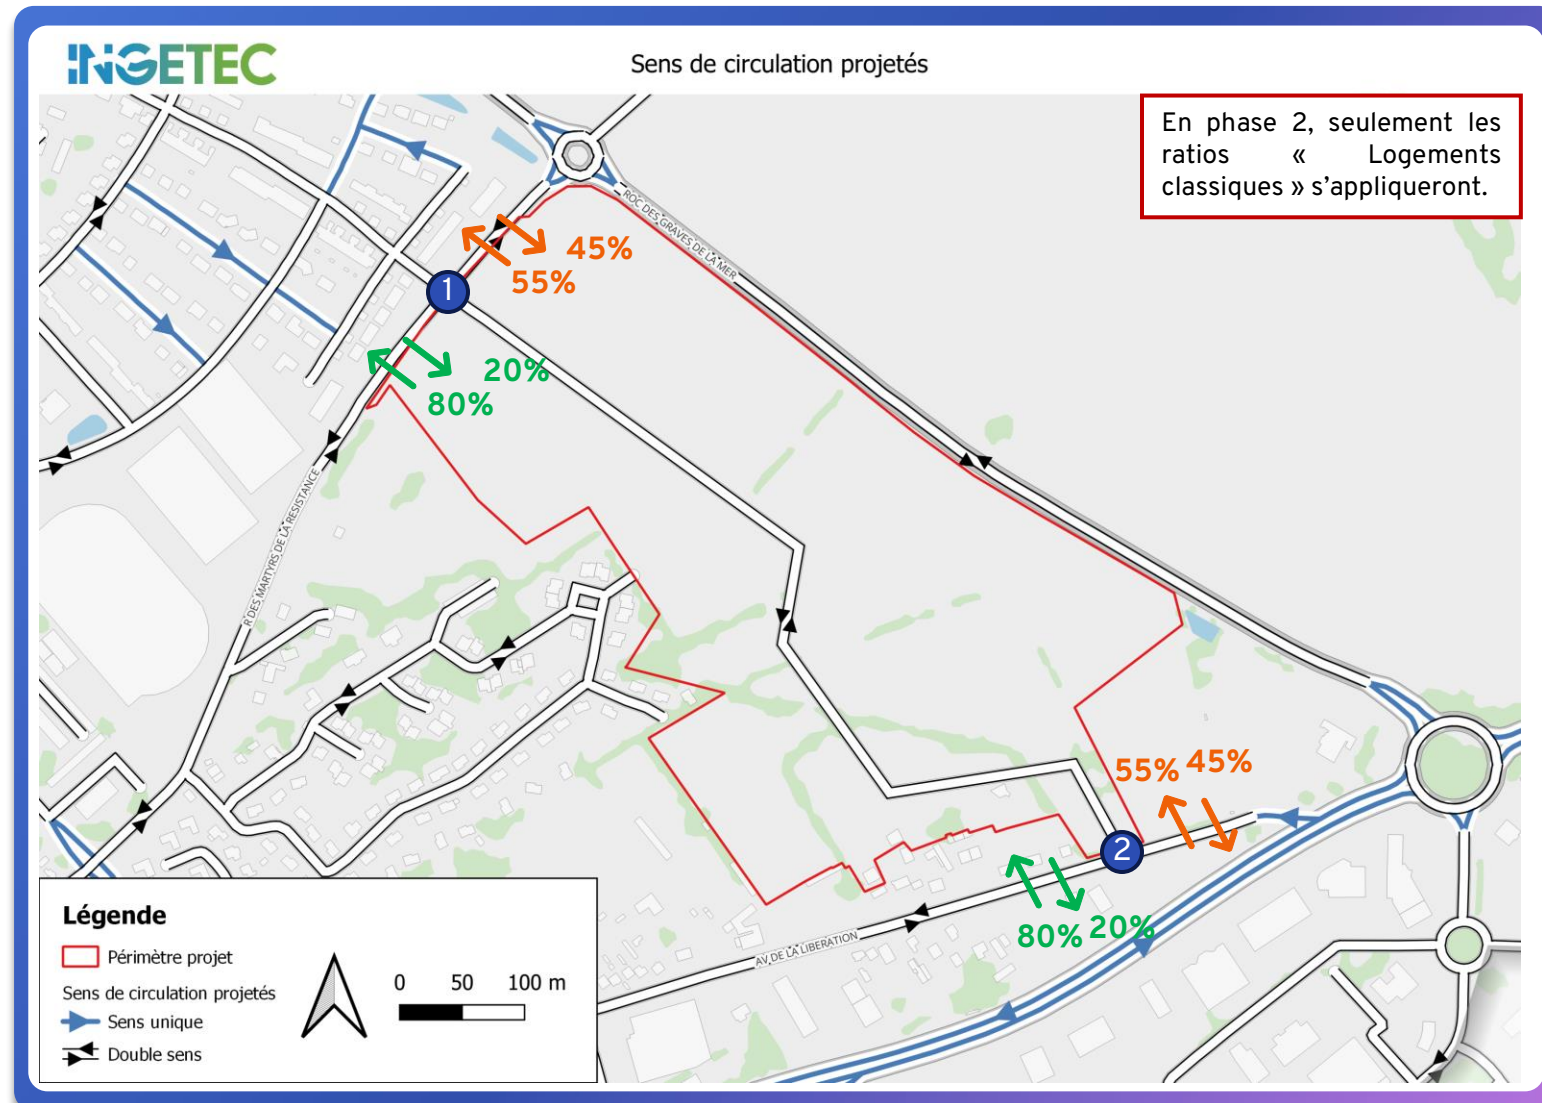 INGETEC
Sens de circulation projetés
En phase 2, seulement les
ratios « Logements
classiques » s'appliqueront.
ROC DES GRAVES DE LA MER
45%
55%
1
20%
80%
R DES MARTYRS DE LA RESISTANCE
55% 45%
2
80% 20%
AV DE LA LIBERATION
Légende
Périmètre projet
Sens de circulation projetés
Sens unique
Double sens
0 50 100 m